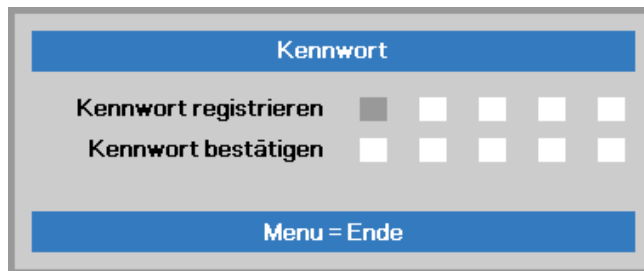 Kennwort
Kennwort registrieren
Kennwort bestätigen
Menu = Ende